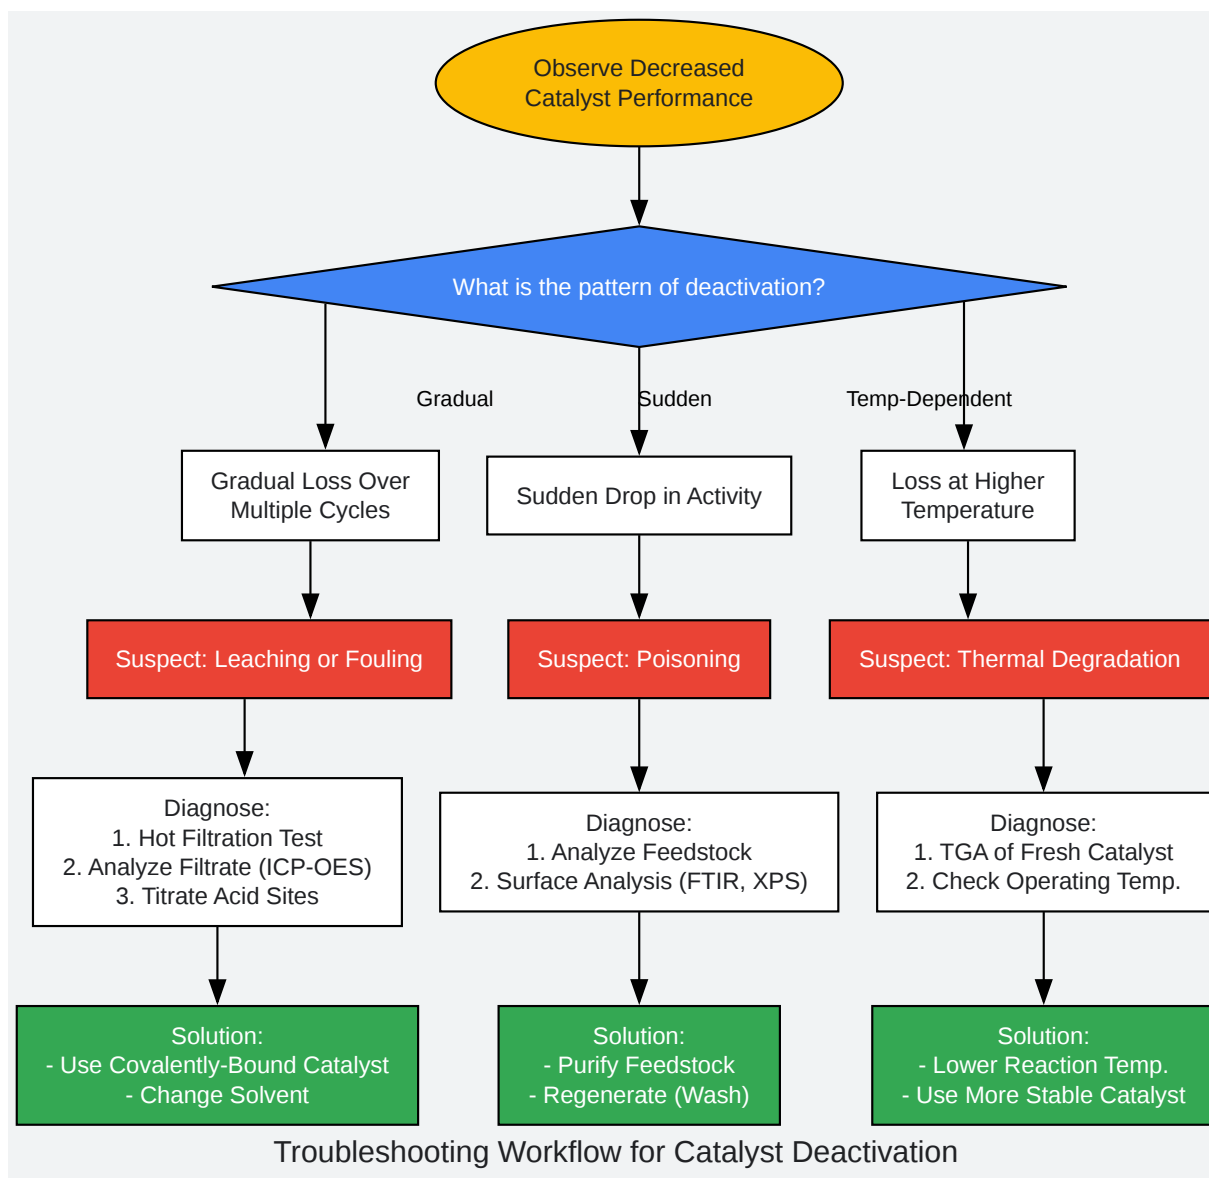 Observe Decreased
Catalyst Performance
What is the pattern of deactivation?
Gradual
Sudden
Temp-Dependent
Gradual Loss Over
Multiple Cycles
Sudden Drop in Activity
Loss at Higher
Temperature
Suspect: Leaching or Fouling
Suspect: Poisoning
Suspect: Thermal Degradation
Diagnose:
1. Hot Filtration Test
2. Analyze Filtrate (ICP-OES)
3. Titrate Acid Sites
Diagnose:
1. Analyze Feedstock
2. Surface Analysis (FTIR, XPS)
Diagnose:
1. TGA of Fresh Catalyst
2. Check Operating Temp.
Solution:
- Use Covalently-Bound Catalyst
- Change Solvent
Solution:
- Purify Feedstock
- Regenerate (Wash)
Solution:
- Lower Reaction Temp.
- Use More Stable Catalyst
Troubleshooting Workflow for Catalyst Deactivation